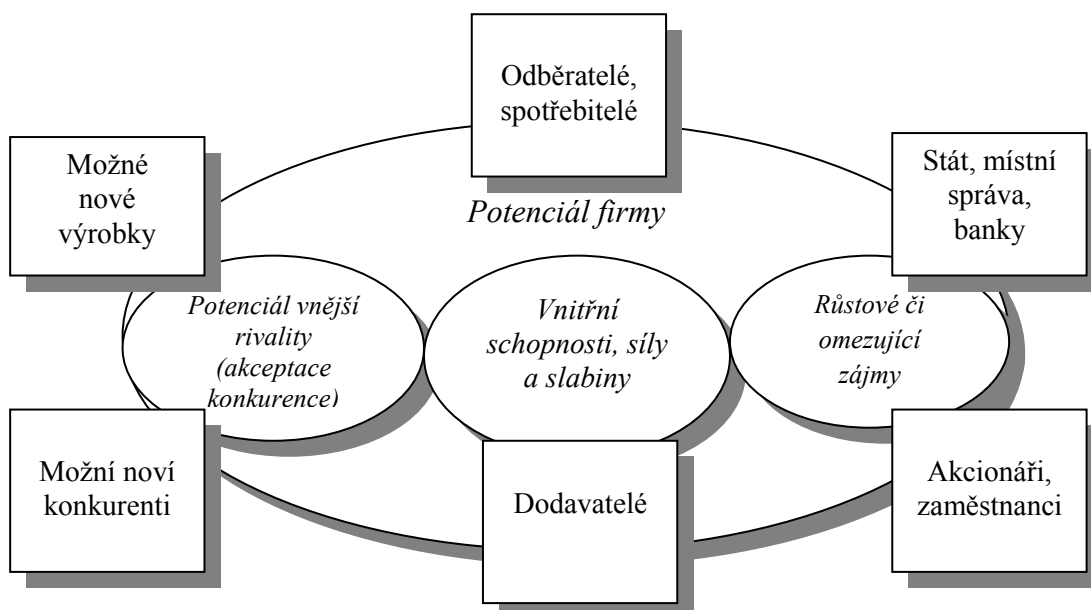 Odběratelé,
spotřebitelé
Možné
nové
výrobky
Stát, místní
správa,
banky
Potenciál firmy
Potenciál vnější
rivality
(akceptace
konkurence)
Vnitřní
schopnosti, síly
a slabiny
Růstové či
omezující
zájmy
Možní noví
konkurenti
Dodavatelé
Akcionáři,
zaměstnanci